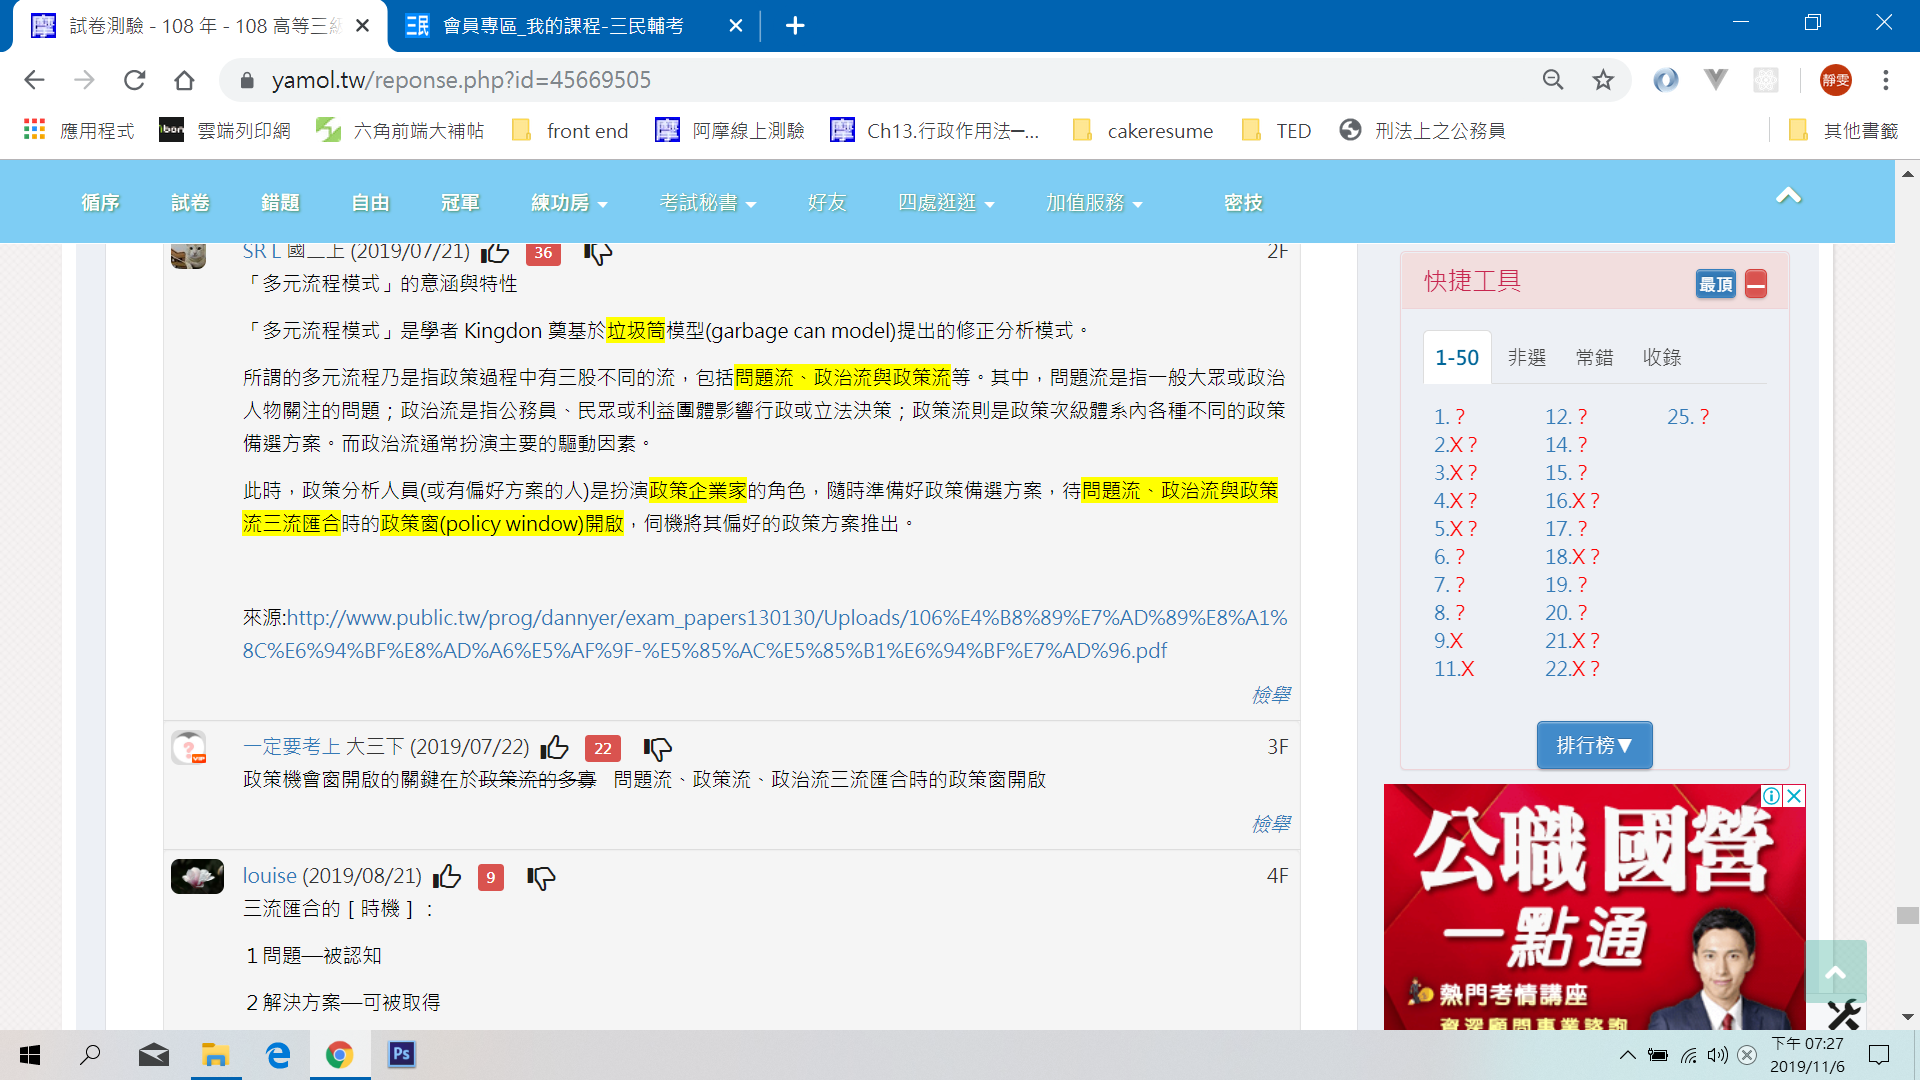 試卷測驗 - 108 年 - 108 高等三級
會員專區_我的課程-三民輔考
yamol.tw/reponse.php?id=45669505
靜雯
應用程式
ibon 雲端列印網
六角前端大補帖
front end
阿摩線上測驗
Ch13.行政作用法─...
cakeresume
TED
刑法上之公務員
其他書籤
循序 試卷 錯題 自由 冠軍 練功房 考試秘書 好友 四處逛逛 加值服務 密技
SR L 國二上 (2019/07/21) 36 2F
「多元流程模式」的意涵與特性
「多元流程模式」是學者 Kingdon 奠基於垃圾筒模型(garbage can model)提出的修正分析模式。
所謂的多元流程乃是指政策過程中有三股不同的流，包括問題流、政治流與政策流等。其中，問題流是指一般大眾或政治
人物關注的問題；政治流是指公務員、民眾或利益團體影響行政或立法決策；政策流則是政策次級體系內各種不同的政策
備選方案。而政治流通常扮演主要的驅動因素。
此時，政策分析人員(或有偏好方案的人)是扮演政策企業家的角色，隨時準備好政策備選方案，待問題流、政治流與政策
流三流匯合時的政策窗(policy window)開啟，伺機將其偏好的政策方案推出。
來源:http://www.public.tw/prog/dannyer/exam_papers130130/Uploads/106%E4%B8%89%E7%AD%89%E8%A1%
8C%E6%94%BF%E8%AD%A6%E5%AF%9F-%E5%85%AC%E5%85%B1%E6%94%BF%E7%AD%96.pdf
檢舉
一定要考上 大三下 (2019/07/22) 22 3F
政策機會窗開啟的關鍵在於政策流的多寡 問題流、政策流、政治流三流匯合時的政策窗開啟
檢舉
louise (2019/08/21) 9 4F
三流匯合的［時機］：
１問題—被認知
２解決方案—可被取得
快捷工具 最頂
1-50 非選 常錯 收錄
1. ? 12. ? 25. ?
2.X ? 14. ?
3.X ? 15. ?
4.X ? 16.X ?
5.X ? 17. ?
6. ? 18.X ?
7. ? 19. ?
8. ? 20. ?
9.X 21.X ?
11.X 22.X ?
排行榜▼
公職 國營
一點通
熱門考情講座
資深顧問專業諮詢
Ps
下午 07:27
2019/11/6